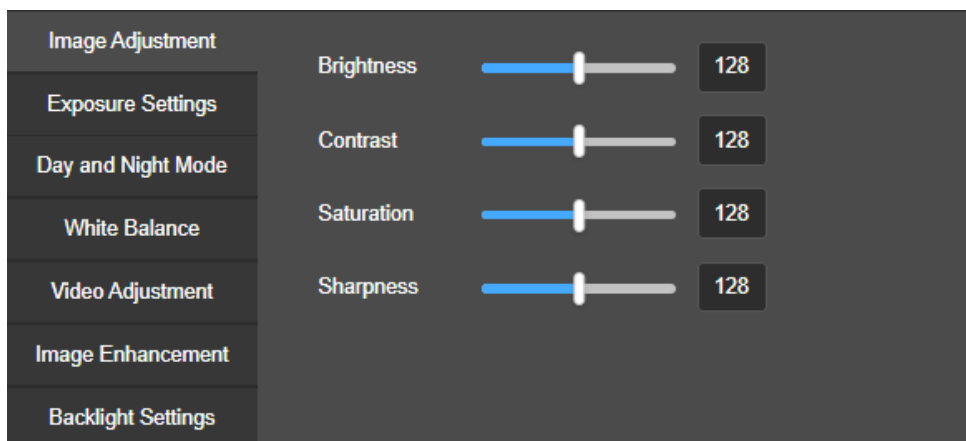 Image Adjustment
Exposure Settings
Day and Night Mode
White Balance
Video Adjustment
Image Enhancement
Backlight Settings
Brightness 128
Contrast 128
Saturation 128
Sharpness 128